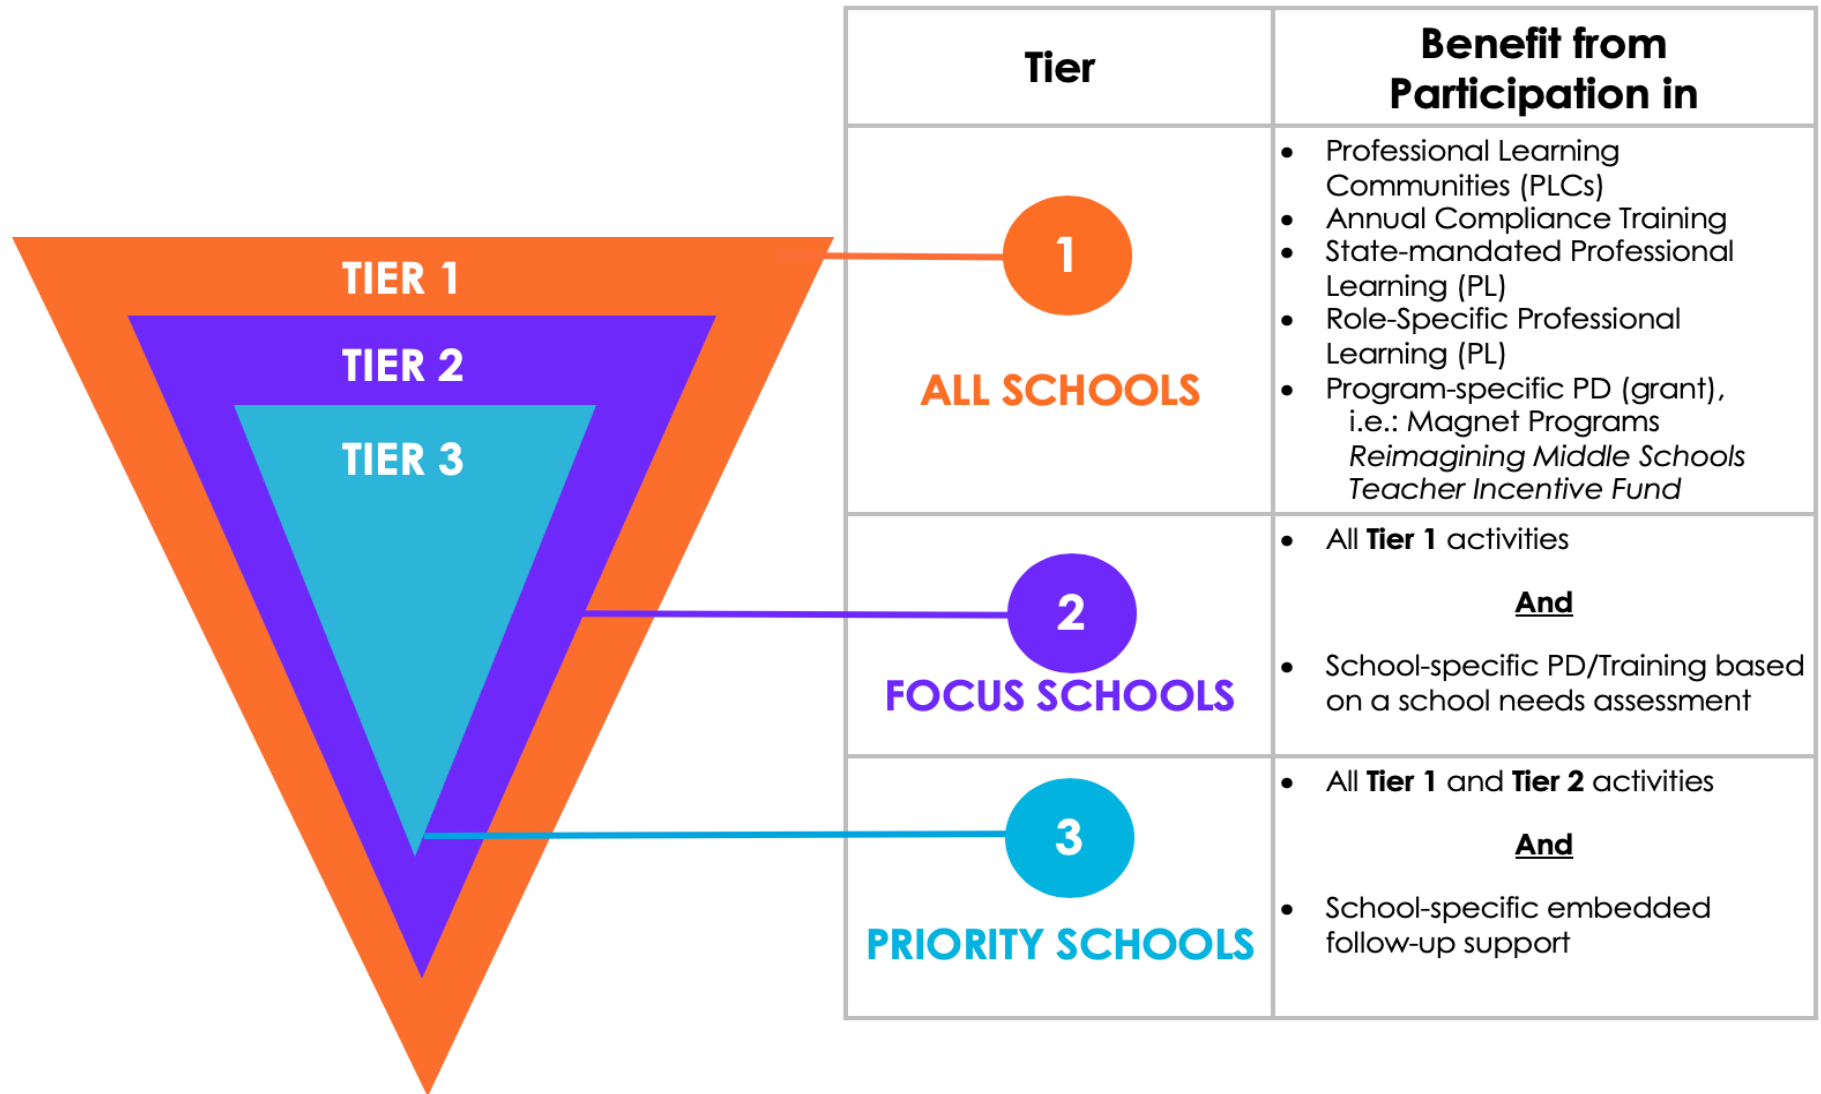 TIER 1
TIER 2
TIER 3
Tier
Benefit from
Participation in
1
ALL SCHOOLS
• Professional Learning
Communities (PLCs)
• Annual Compliance Training
• State-mandated Professional
Learning (PL)
• Role-Specific Professional
Learning (PL)
• Program-specific PD (grant),
i.e.: Magnet Programs
Reimagining Middle Schools
Teacher Incentive Fund
2
FOCUS SCHOOLS
• All Tier 1 activities
And
• School-specific PD/Training based
on a school needs assessment
3
PRIORITY SCHOOLS
• All Tier 1 and Tier 2 activities
And
• School-specific embedded
follow-up support